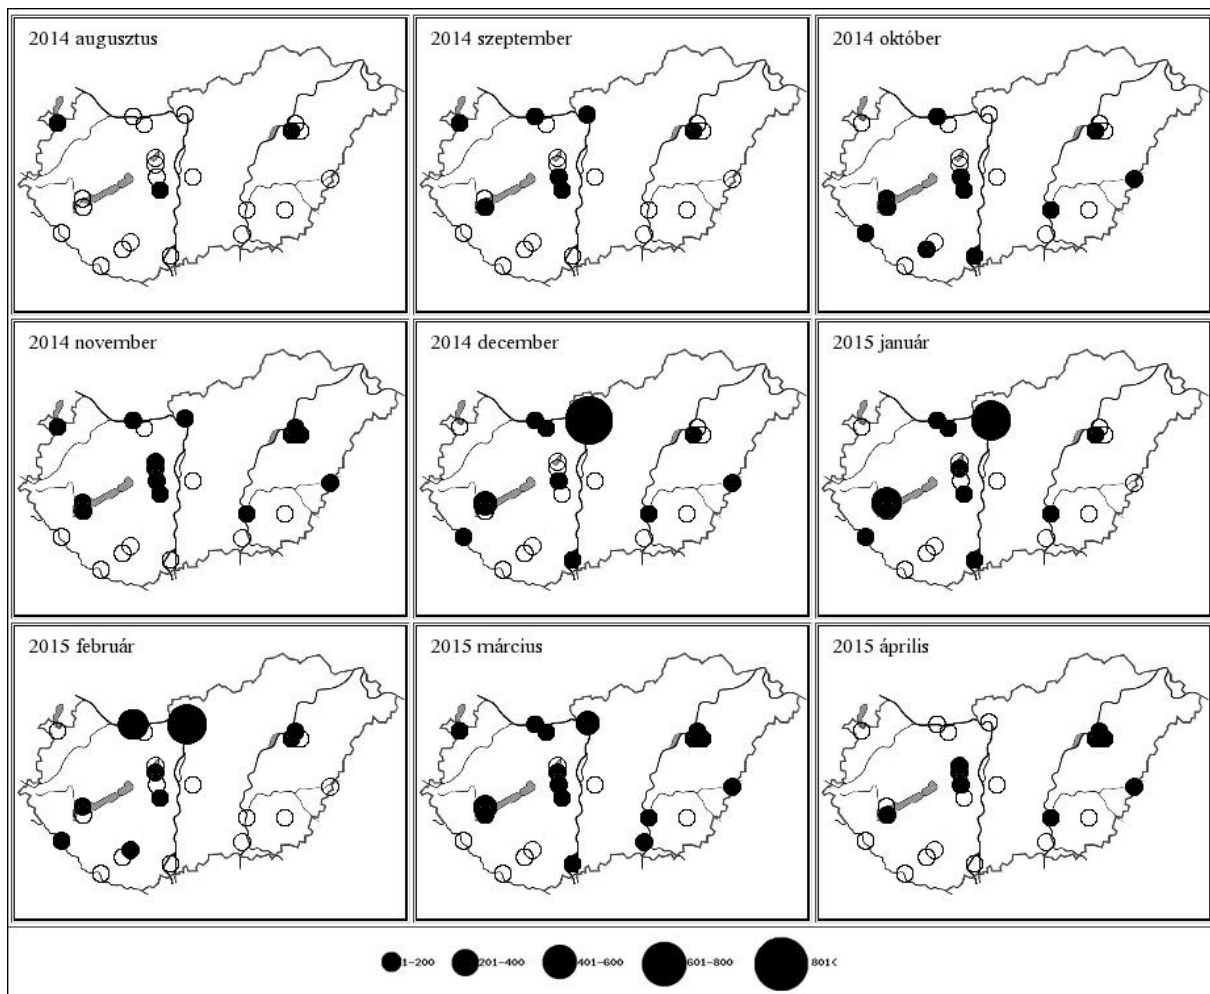 2014 augusztus
2014 szeptember
2014 október
2014 november
2014 december
2015 január
2015 február
2015 március
2015 április
1-200 201-400 401-600 601-800 801<